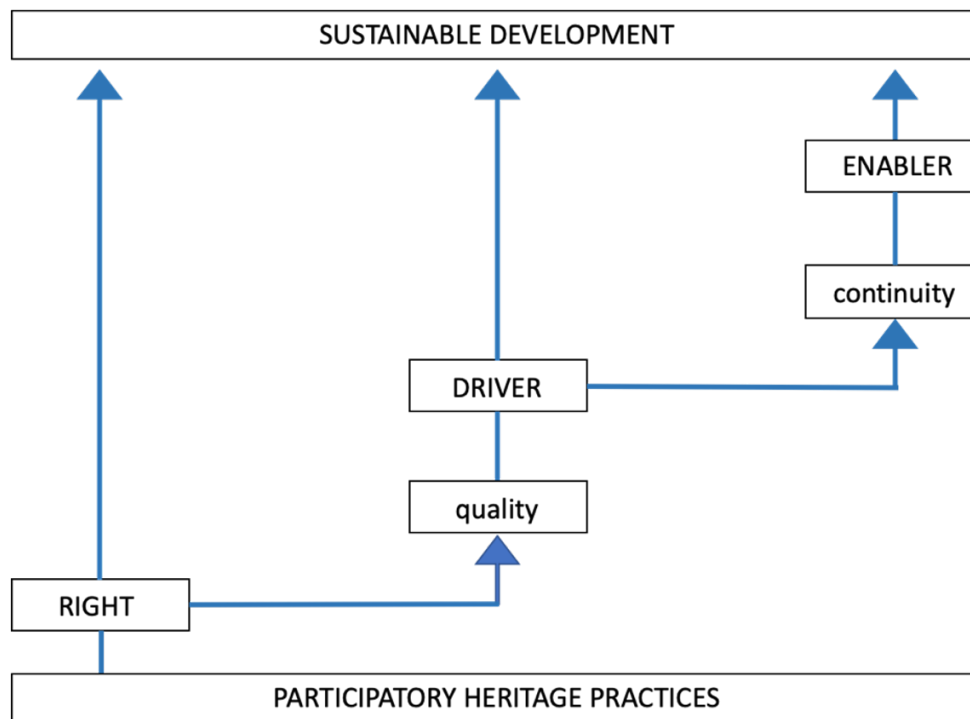 SUSTAINABLE DEVELOPMENT
ENABLER
continuity
DRIVER
quality
RIGHT
PARTICIPATORY HERITAGE PRACTICES